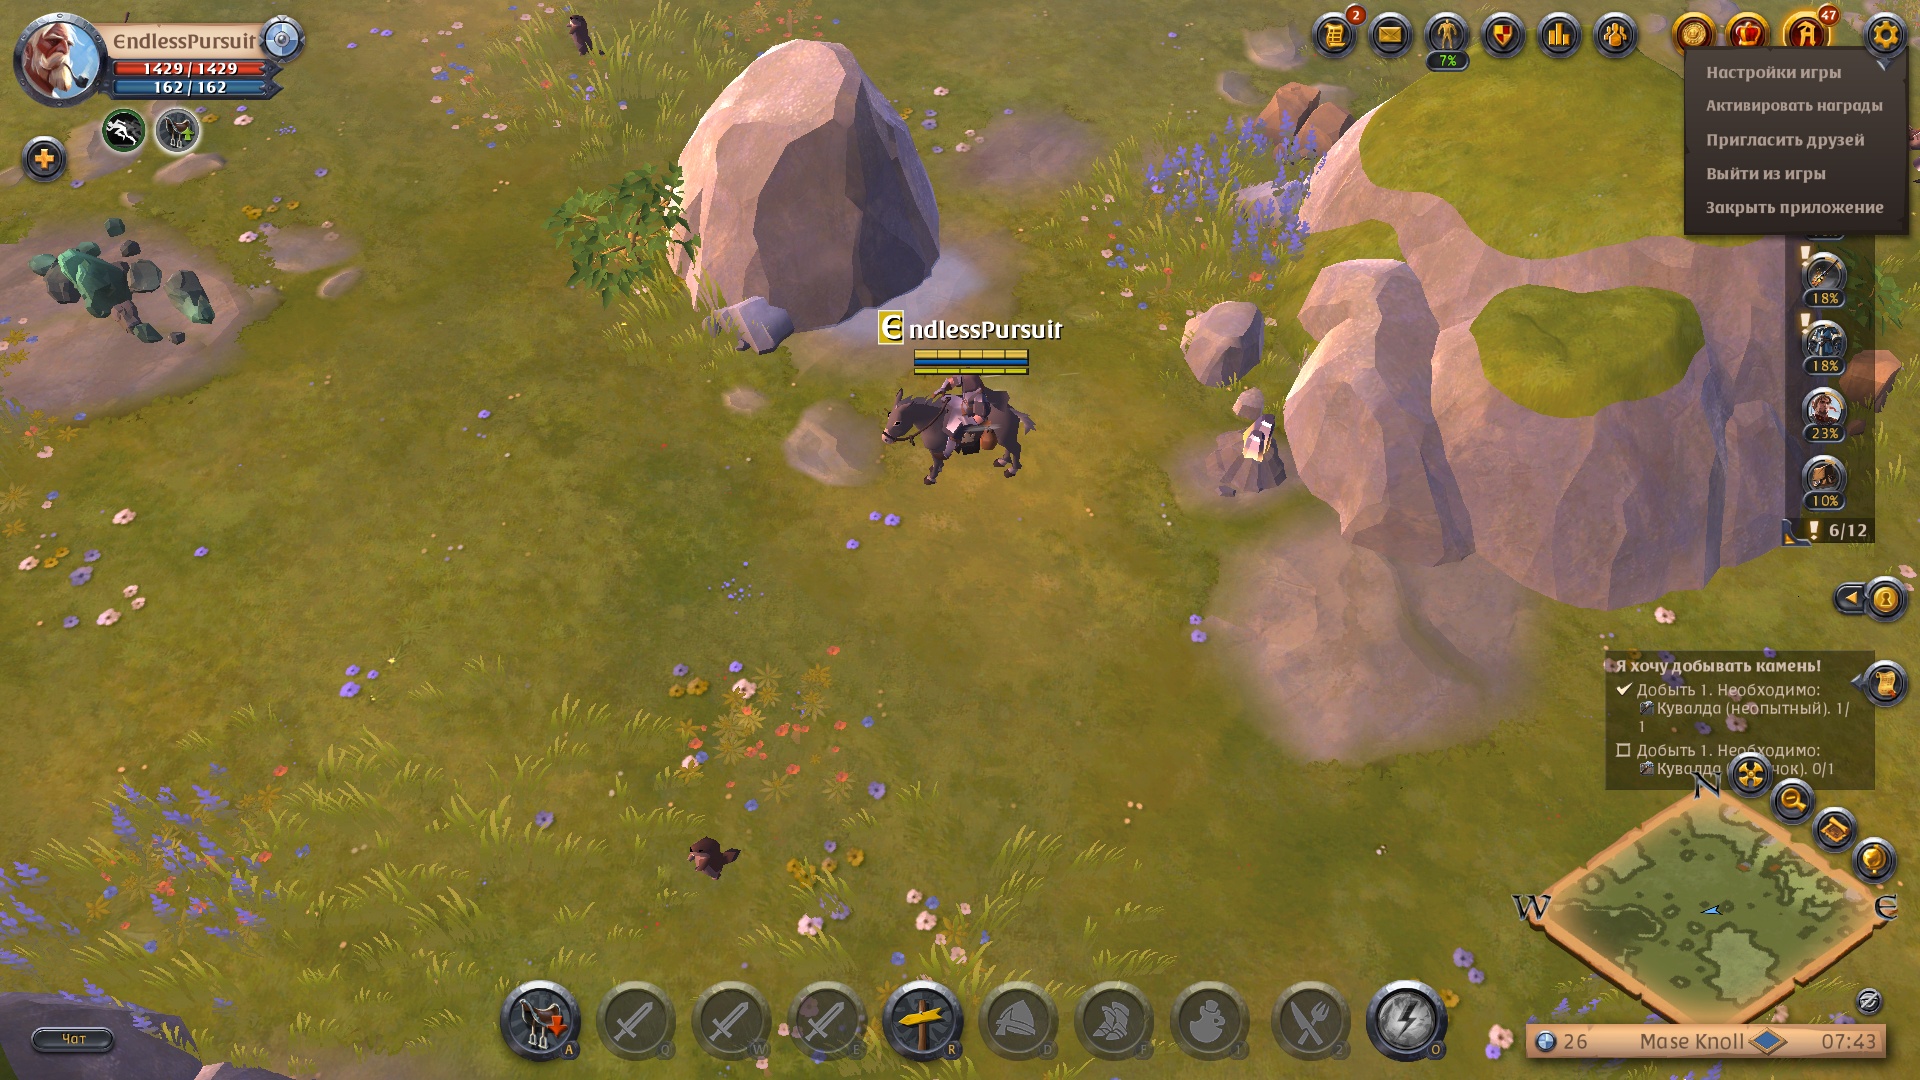 EndlessPursuit
1429 / 1429
162 / 162
2
7%
47
Настройки игры
Активировать награды
Пригласить друзей
Выйти из игры
Закрыть приложение
18%
18%
23%
10%
6/12
EndlessPursuit
Я хочу добывать камень!
Добыть 1. Необходимо:
Кувалда (неопытный). 1/
1
Добыть 1. Необходимо:
Кувалда
чок). 0/1
N
W
E
Чат
A
Q
W
E
R
D
F
1
2
O
26
Mase Knoll
07:43